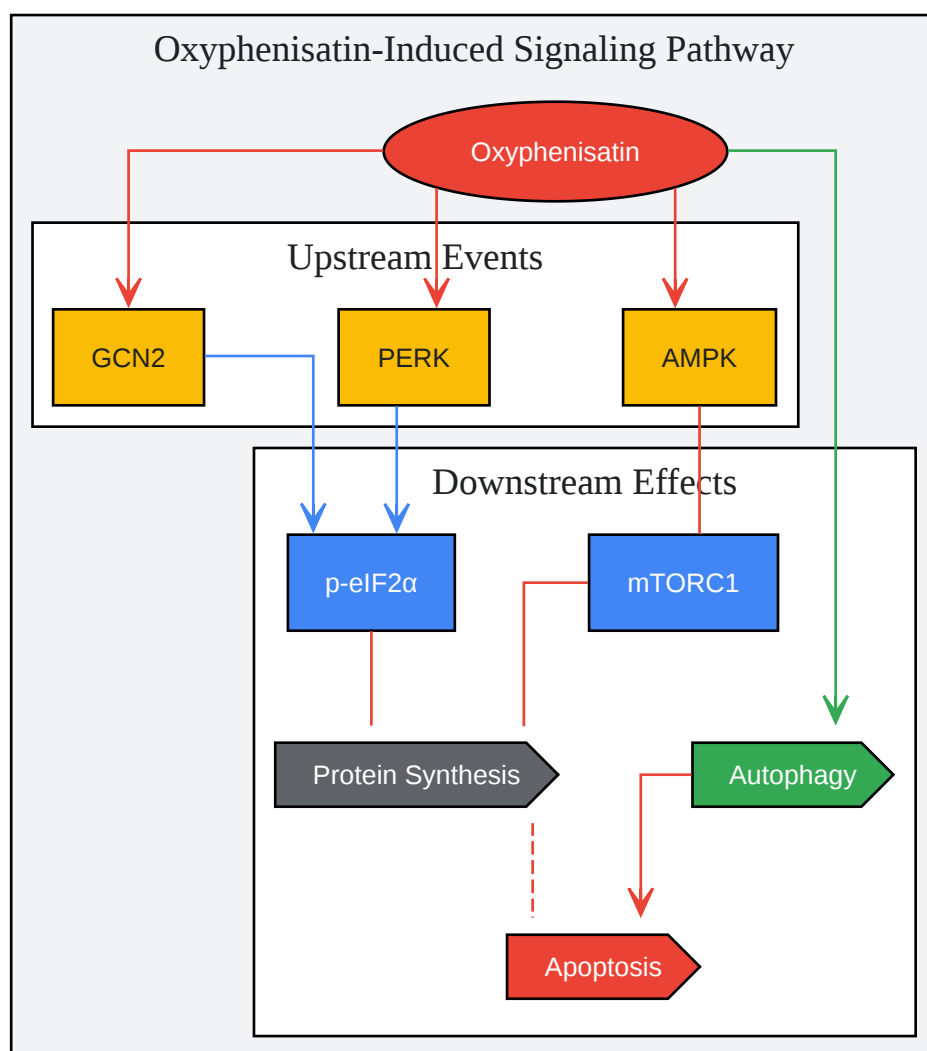 Oxyphenisatin-Induced Signaling Pathway
Oxyphenisatin
Upstream Events
GCN2
PERK
AMPK
Downstream Effects
p-eIF2α
mTORC1
Protein Synthesis
Autophagy
Apoptosis